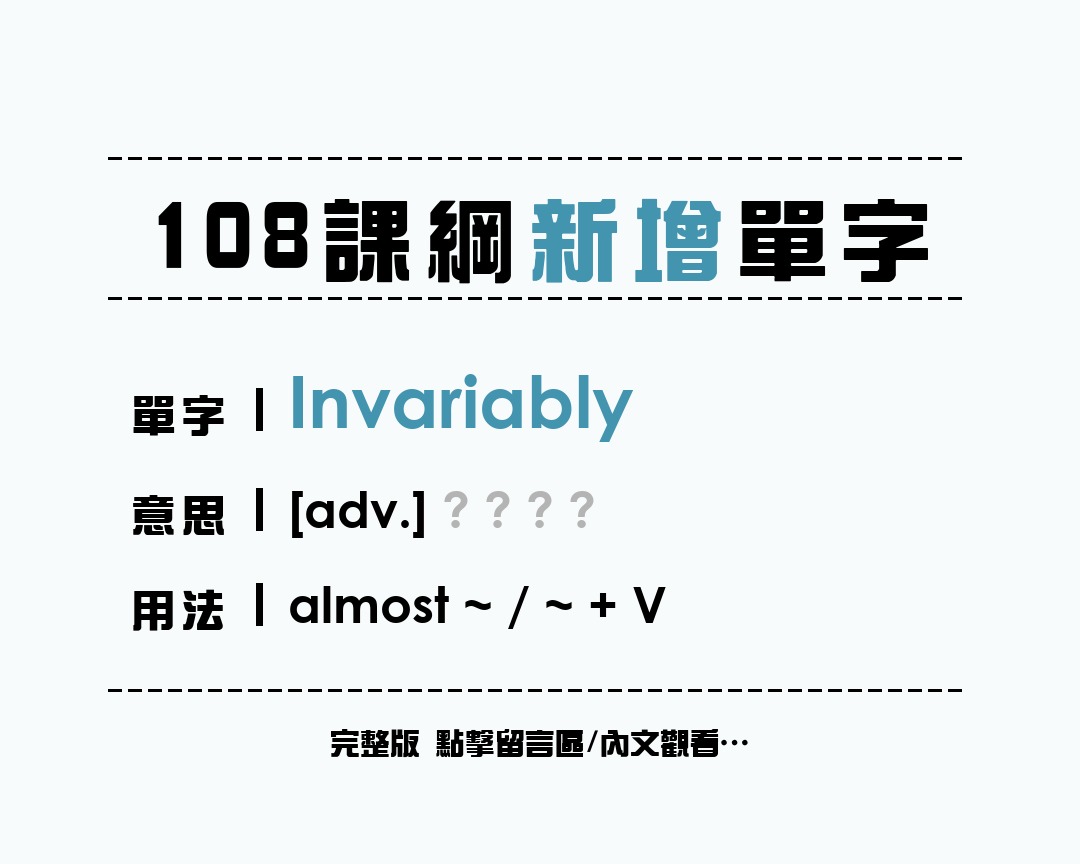 108課綱新增單字
單字 | Invariably
意思 | [adv.] ? ? ? ?
用法 | almost ~ / ~ + V
完整版 點擊留言區/內文觀看…